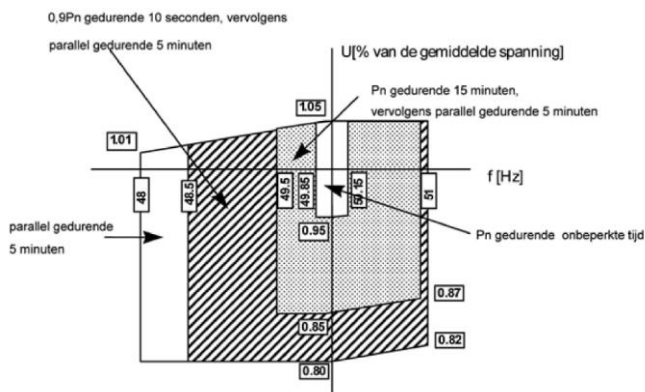 0,9Pn gedurende 10 seconden, vervolgens
parallel gedurende 5 minuten
U[% van de gemiddelde spanning]
Pn gedurende 15 minuten,
vervolgens parallel gedurende 5 minuten
1.05
1.01
f [Hz]
48
48.5
49.5
49.85
50.15
51
parallel gedurende
5 minuten
0.95
Pn gedurende onbeperkte tijd
0.87
0.85
0.82
0.80